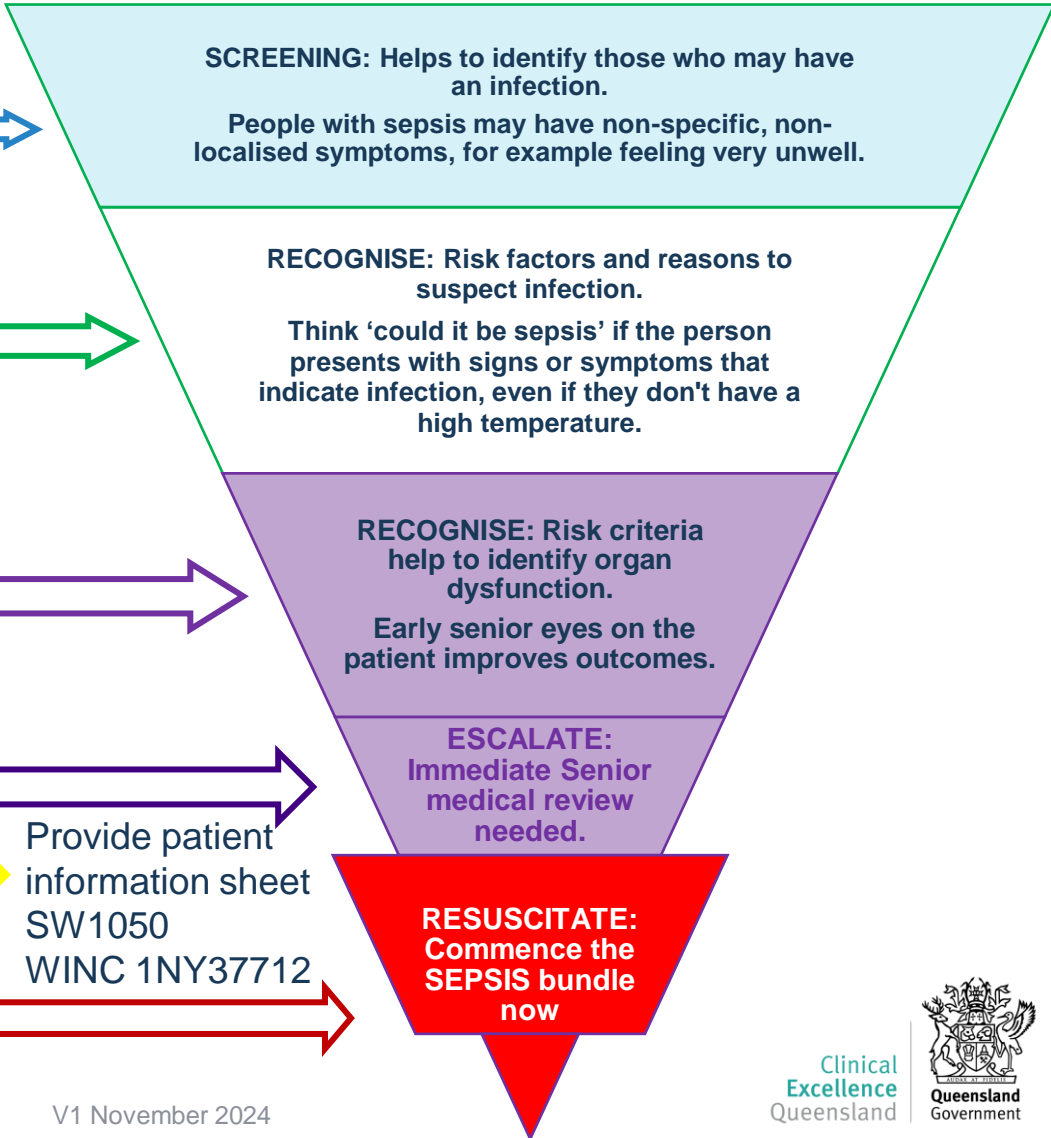 SCREENING: Helps to identify those who may have
an infection.
People with sepsis may have non-specific, non-
localised symptoms, for example feeling very unwell.
RECOGNISE: Risk factors and reasons to
suspect infection.
Think ‘could it be sepsis’ if the person
presents with signs or symptoms that
indicate infection, even if they don't have a
high temperature.
RECOGNISE: Risk criteria
help to identify organ
dysfunction.
Early senior eyes on the
patient improves outcomes.
ESCALATE:
Immediate Senior
medical review
needed.
Provide patient
information sheet
SW1050
WINC 1NY37712
RESUSCITATE:
Commence the
SEPSIS bundle
now
V1 November 2024
Clinical
Excellence
Queensland
AUDAX AT FIDELIS
Queensland
Government